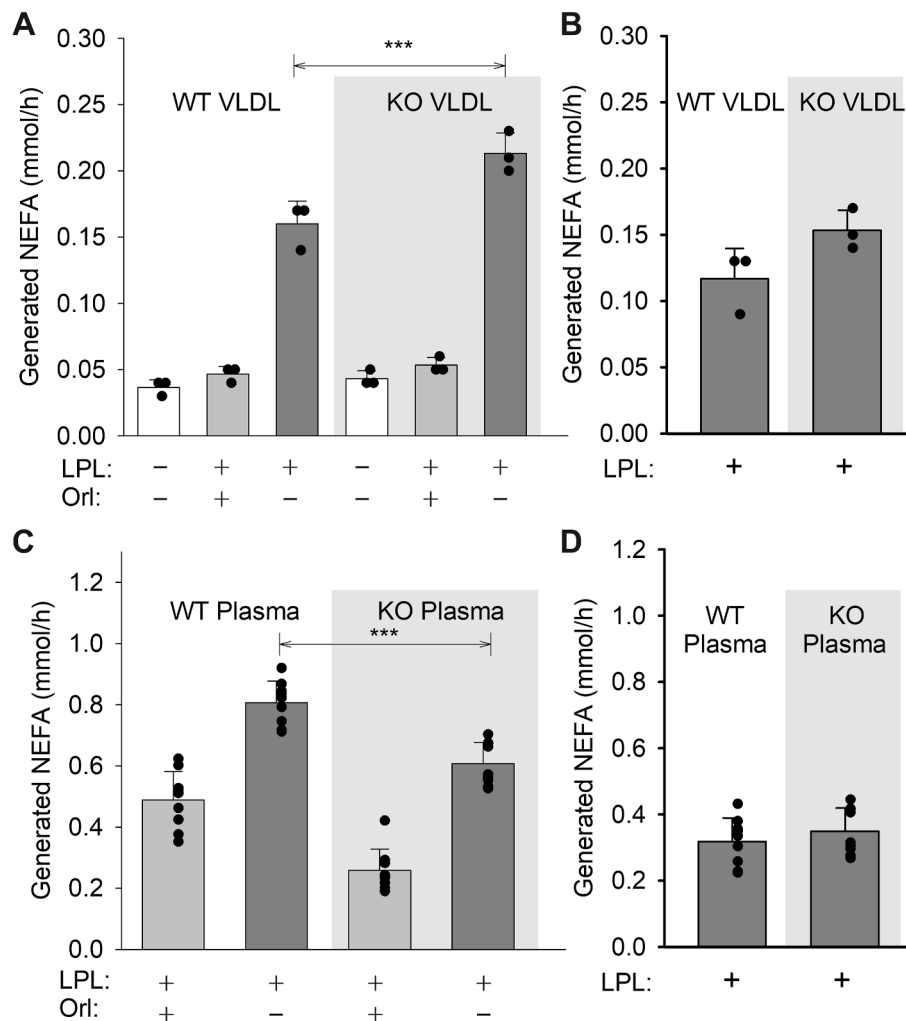 A
Generated NEFA (mmol/h)
0.30
0.25
0.20
0.15
0.10
0.05
0.00
***
WT VLDL
KO VLDL
LPL: − + + − + +
Orl: − + − − + −
B
Generated NEFA (mmol/h)
0.30
0.25
0.20
0.15
0.10
0.05
0.00
WT VLDL
KO VLDL
LPL: + +
C
Generated NEFA (mmol/h)
1.2
1.0
0.8
0.6
0.4
0.2
0.0
WT Plasma
KO Plasma
***
LPL: + + + +
Orl: + − + −
D
Generated NEFA (mmol/h)
1.2
1.0
0.8
0.6
0.4
0.2
0.0
WT
Plasma
KO
Plasma
LPL: + +